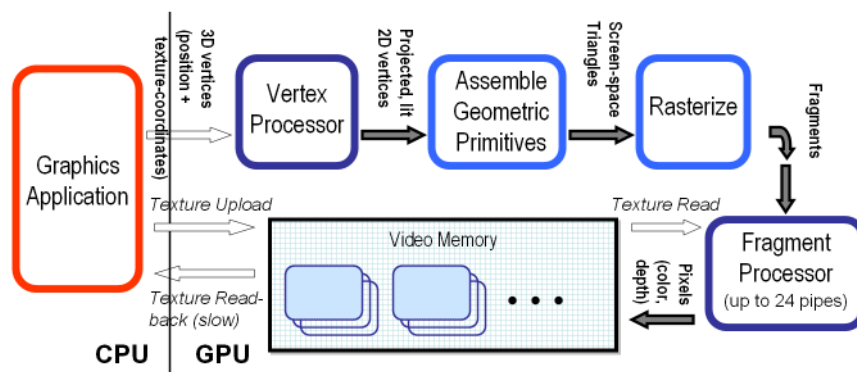 Graphics
Application
3D vertices
(position +
texture-coordinates)
Vertex
Processor
Projected, lit
2D vertices
Assemble
Geometric
Primitives
Screen-space
Triangles
Rasterize
Fragments
Texture Upload
Texture Read-
back (slow)
Video Memory
• • •
Texture Read
Fragment
Processor
(up to 24 pipes)
Pixels
(color,
depth)
CPU
GPU